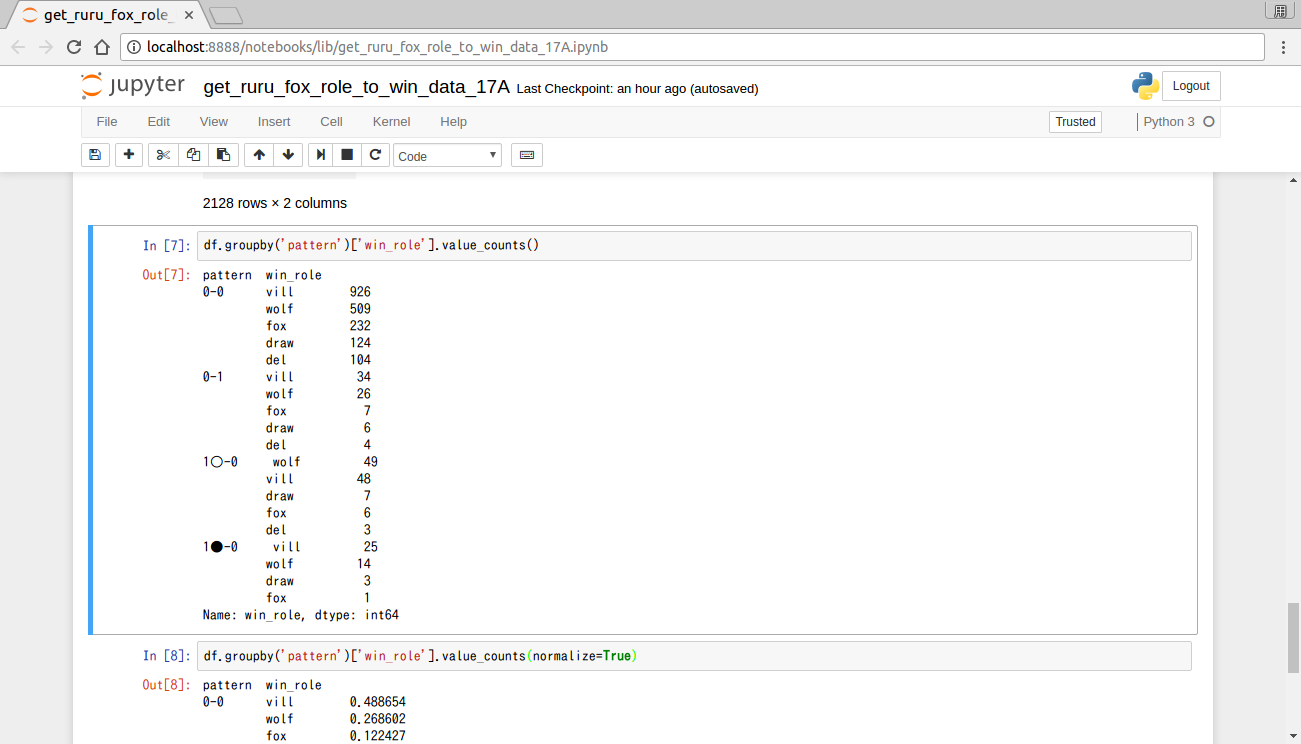 get_ruru_fox_role_
localhost:8888/notebooks/lib/get_ruru_fox_role_to_win_data_17A.ipynb
jupyter get_ruru_fox_role_to_win_data_17A Last Checkpoint: an hour ago (autosaved) Logout
File Edit View Insert Cell Kernel Help Trusted Python 3
Code
2128 rows × 2 columns
In [7]: df.groupby('pattern')['win_role'].value_counts()
Out[7]: pattern win_role
0-0 vill 926
wolf 509
fox 232
draw 124
del 104
0-1 vill 34
wolf 26
fox 7
draw 6
del 4
1○-0 wolf 49
vill 48
draw 7
fox 6
del 3
1●-0 vill 25
wolf 14
draw 3
fox 1
Name: win_role, dtype: int64
In [8]: df.groupby('pattern')['win_role'].value_counts(normalize=True)
Out[8]: pattern win_role
0-0 vill 0.488654
wolf 0.268602
fox 0.122427